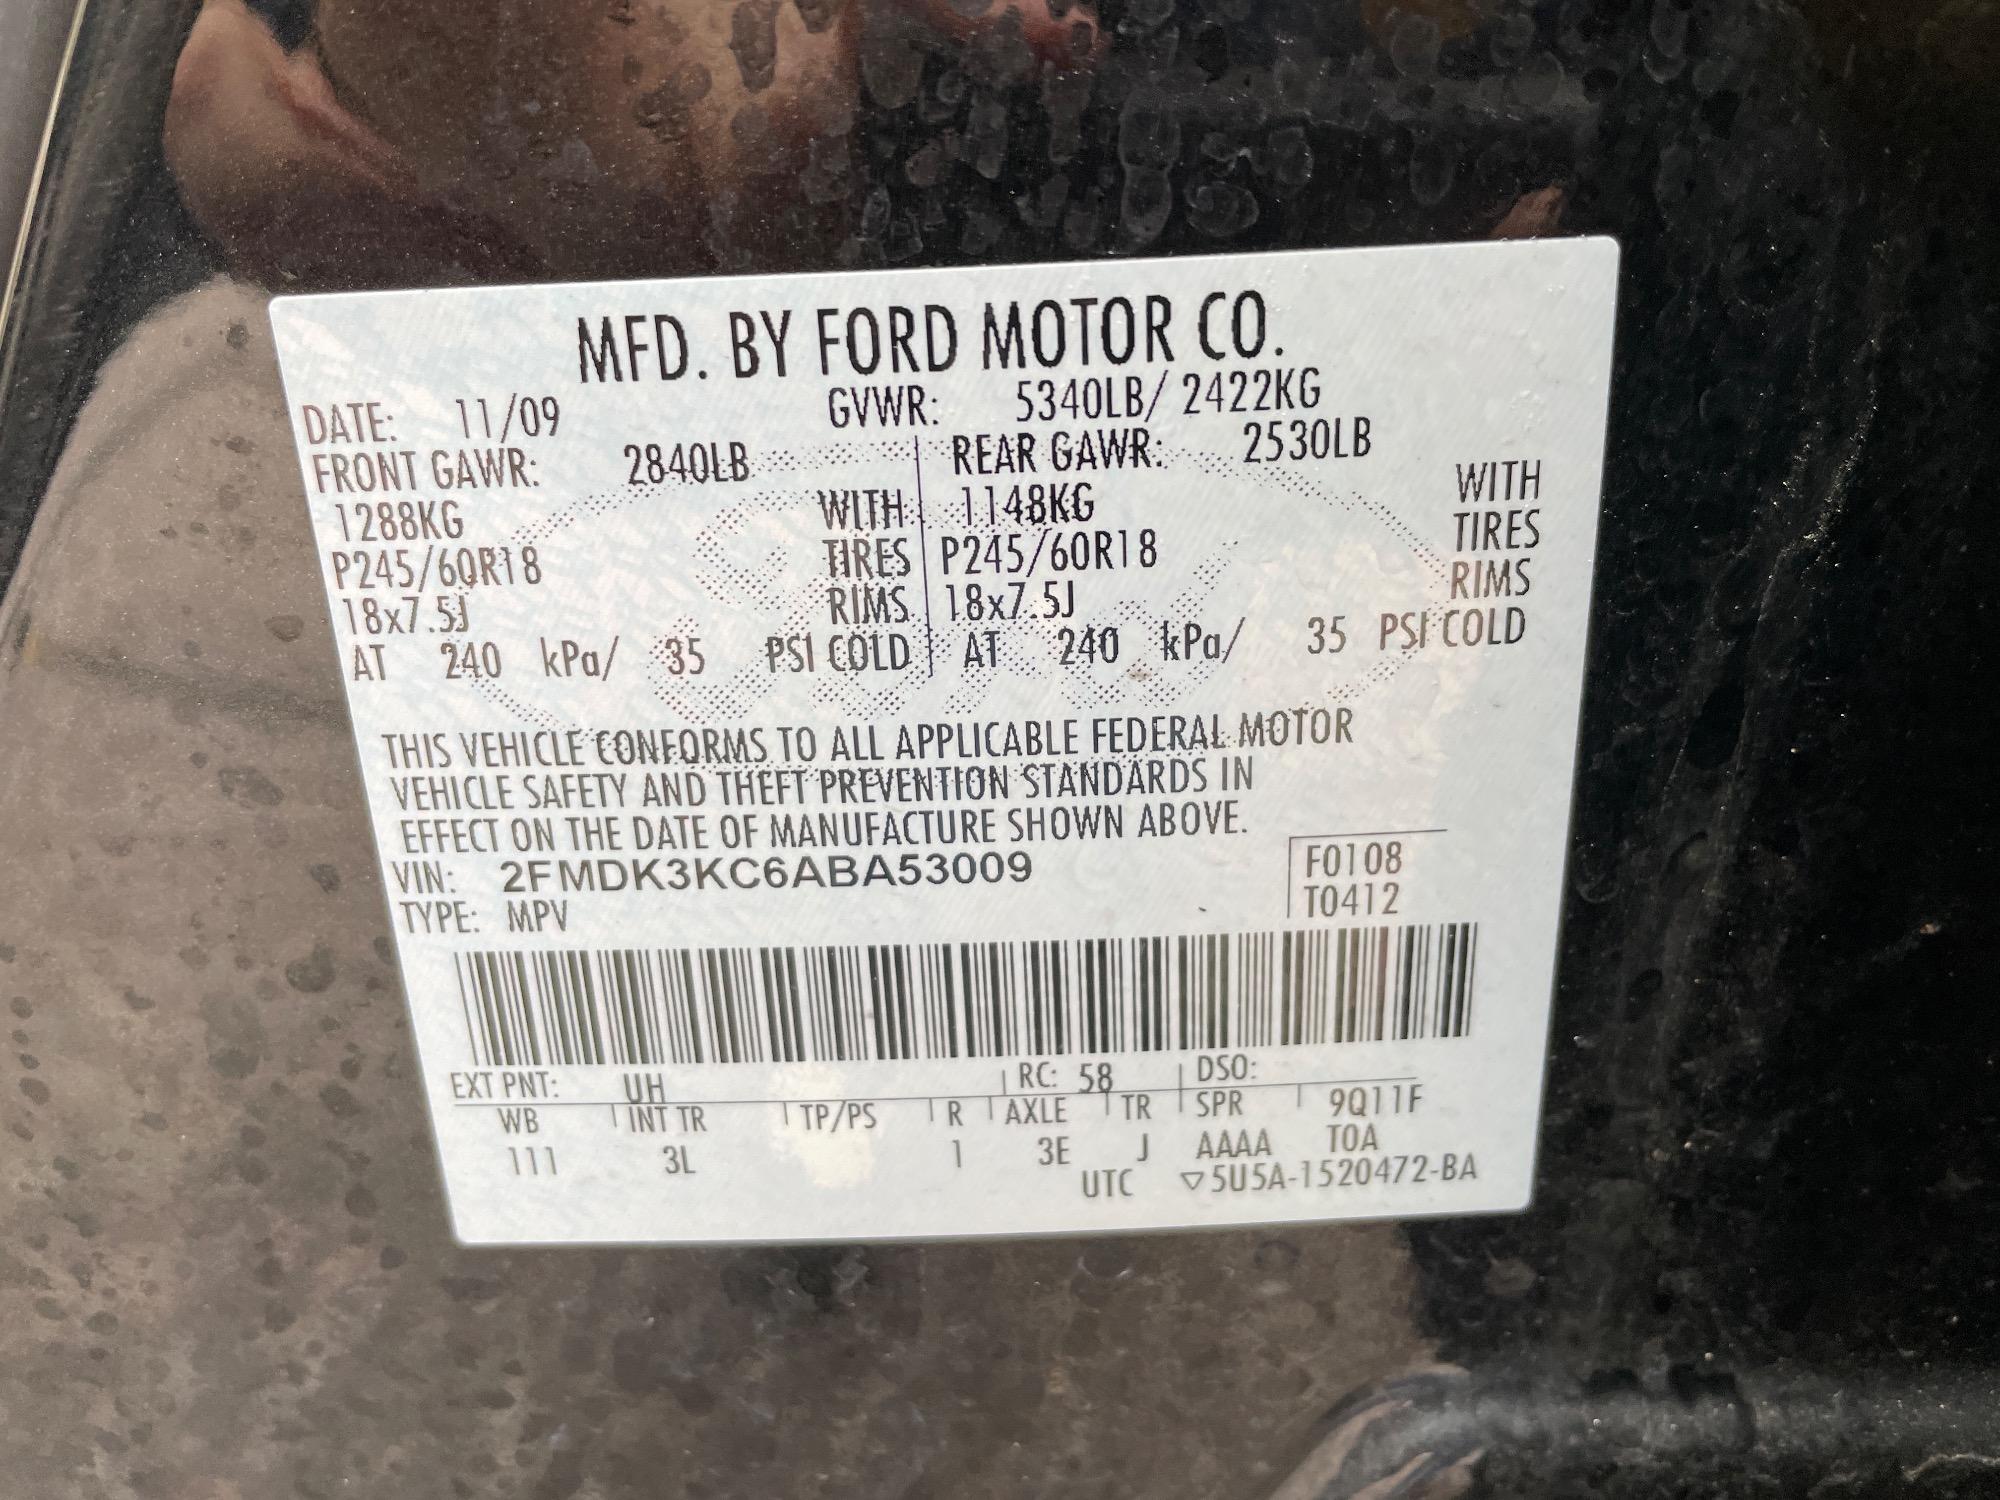 MFD. BY FORD MOTOR CO.
DATE: 11/09 GVWR: 5340LB/ 2422KG
FRONT GAWR: 2840LB REAR GAWR: 2530LB
1288KG WITH 1148KG WITH
P245/60R18 TIRES P245/60R18 TIRES
18x7.5J RIMS 18x7.5J RIMS
AT 240 kPa/ 35 PSI COLD AT 240 kPa/ 35 PSI COLD
THIS VEHICLE CONFORMS TO ALL APPLICABLE FEDERAL MOTOR
VEHICLE SAFETY AND THEFT PREVENTION STANDARDS IN
EFFECT ON THE DATE OF MANUFACTURE SHOWN ABOVE.
VIN: 2FMDK3KC6ABA53009 F0108
TYPE: MPV T0412
EXT PNT: UH RC: 58 DSO:
WB INT TR TP/PS R AXLE TR SPR 9Q11F
111 3L 1 3E J AAAA TOA
UTC ▽5U5A-1520472-BA